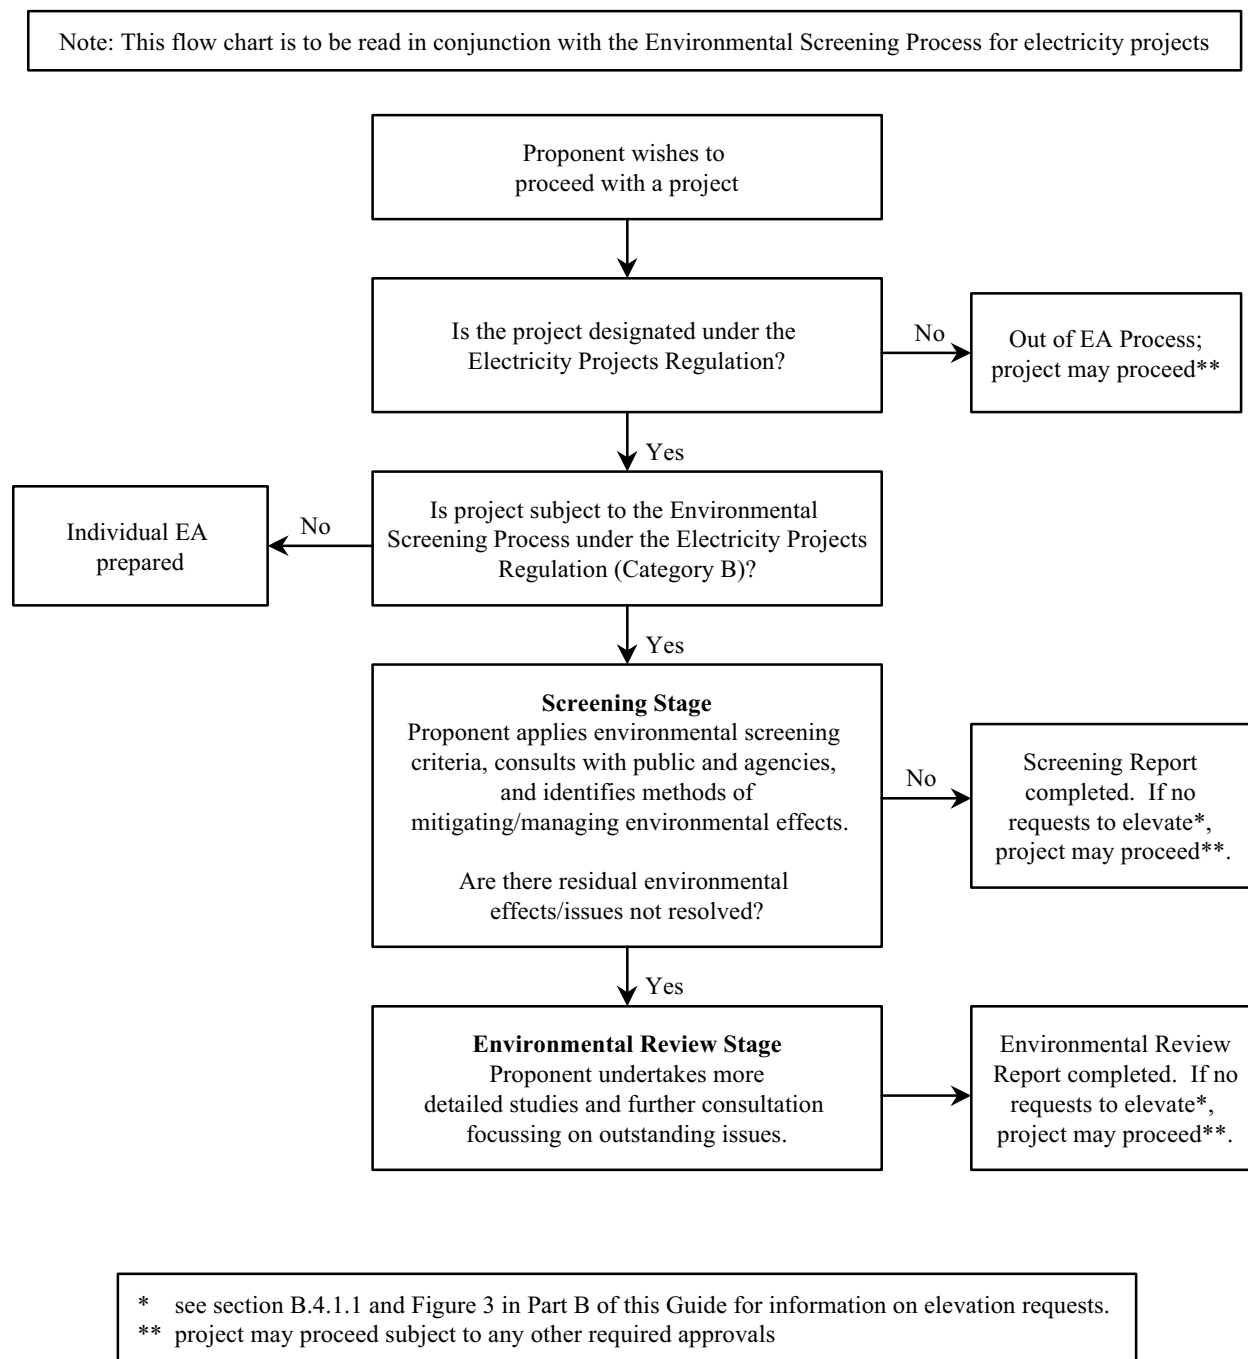 Note: This flow chart is to be read in conjunction with the Environmental Screening Process for electricity projects
Proponent wishes to
proceed with a project
Is the project designated under the
Electricity Projects Regulation?
No
Out of EA Process;
project may proceed**
Yes
Individual EA
prepared
No
Is project subject to the Environmental
Screening Process under the Electricity Projects
Regulation (Category B)?
Yes
Screening Stage
Proponent applies environmental screening
criteria, consults with public and agencies,
and identifies methods of
mitigating/managing environmental effects.
Are there residual environmental
effects/issues not resolved?
No
Screening Report
completed.  If no
requests to elevate*,
project may proceed**.
Yes
Environmental Review Stage
Proponent undertakes more
detailed studies and further consultation
focussing on outstanding issues.
Environmental Review
Report completed.  If no
requests to elevate*,
project may proceed**.
* see section B.4.1.1 and Figure 3 in Part B of this Guide for information on elevation requests.
** project may proceed subject to any other required approvals